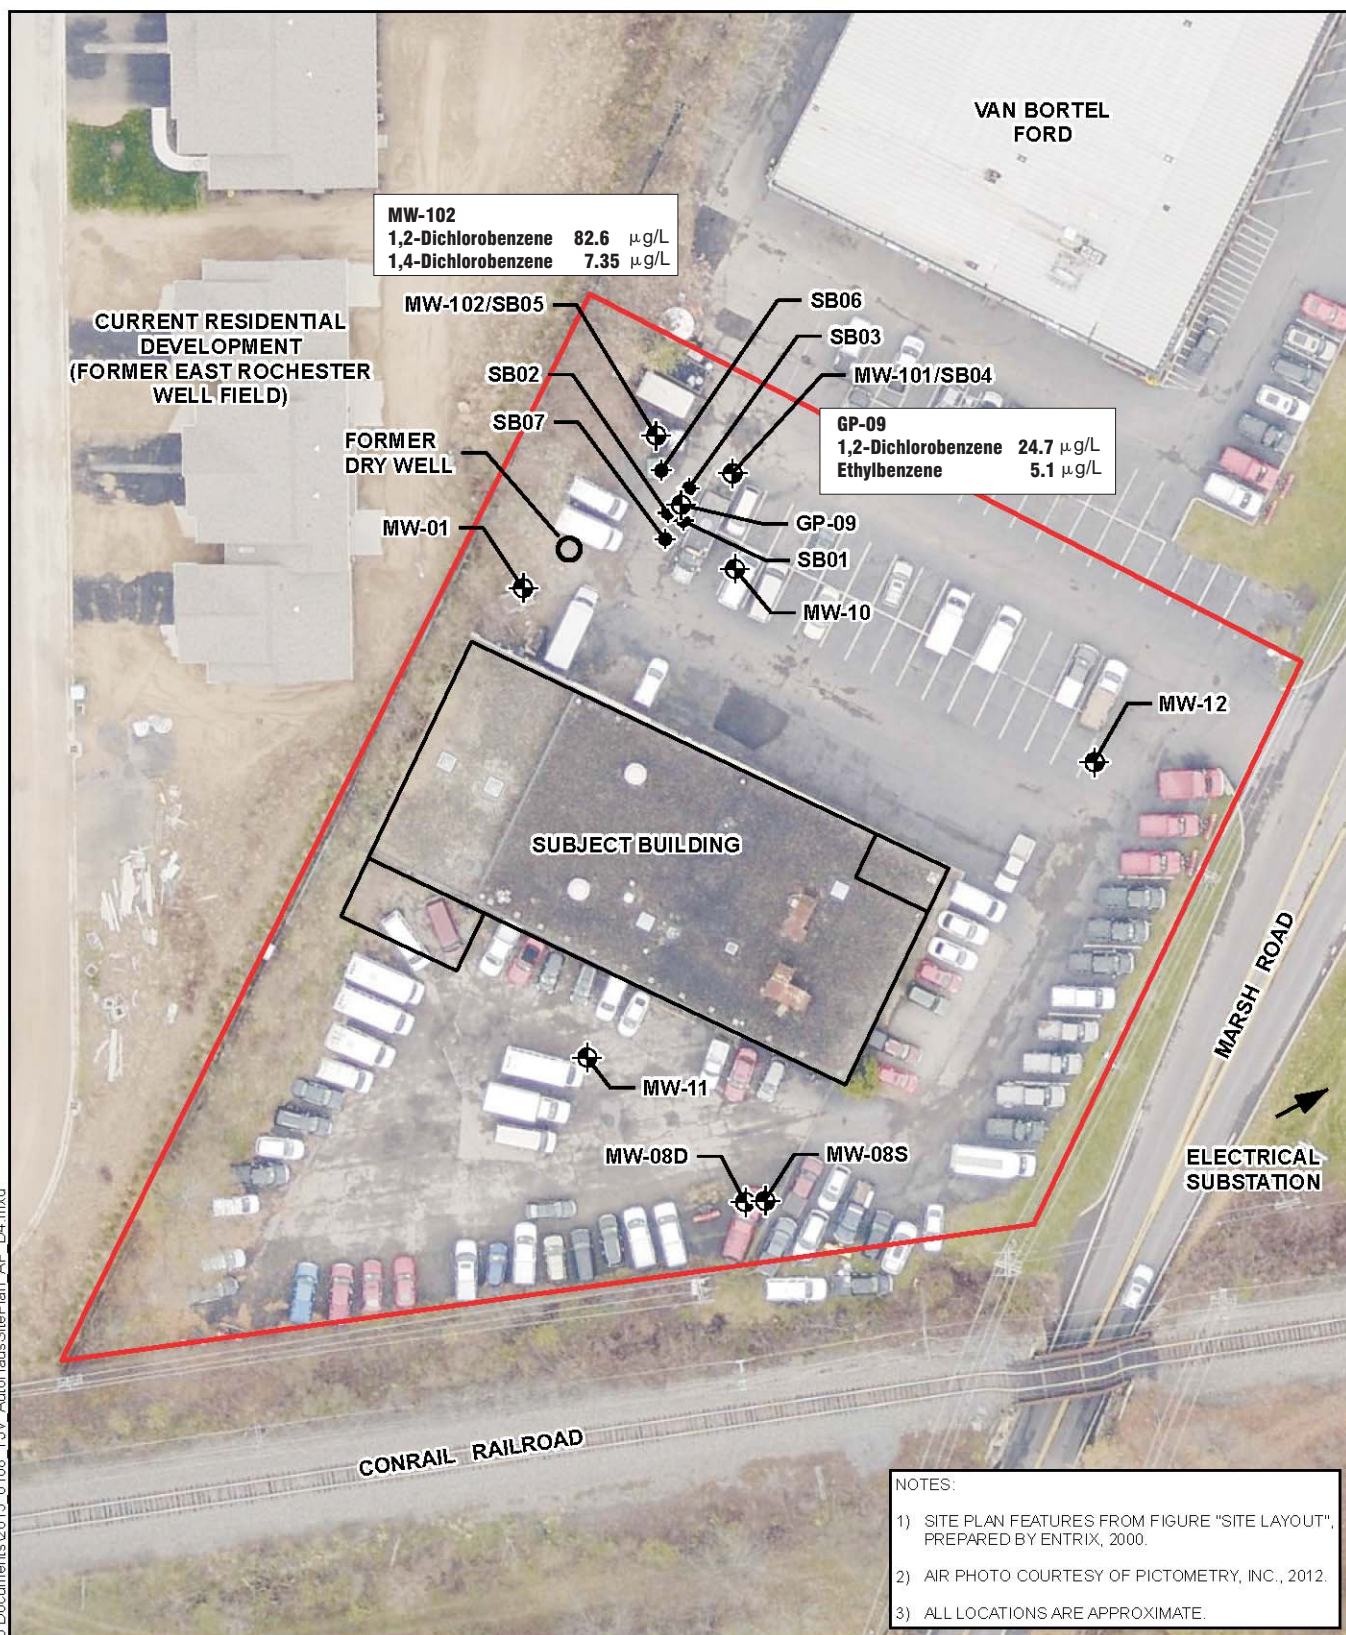 VAN BORTEL
FORD
MW-102
1,2-Dichlorobenzene 82.6 µg/L
1,4-Dichlorobenzene 7.35 µg/L
MW-102/SB05
SB06
CURRENT RESIDENTIAL
DEVELOPMENT
(FORMER EAST ROCHESTER
WELL FIELD)
SB03
SB02
MW-101/SB04
SB07
GP-09
1,2-Dichlorobenzene 24.7 µg/L
Ethylbenzene 5.1 µg/L
FORMER
DRY WELL
MW-01
GP-09
SB01
MW-10
MW-12
SUBJECT BUILDING
MARSH ROAD
MW-11
MW-08D
MW-08S
ELECTRICAL
SUBSTATION
CONRAIL RAILROAD
NOTES:
1) SITE PLAN FEATURES FROM FIGURE "SITE LAYOUT",
PREPARED BY ENTRIX, 2000.
2) AIR PHOTO COURTESY OF PICTOMETRY, INC., 2012.
3) ALL LOCATIONS ARE APPROXIMATE.